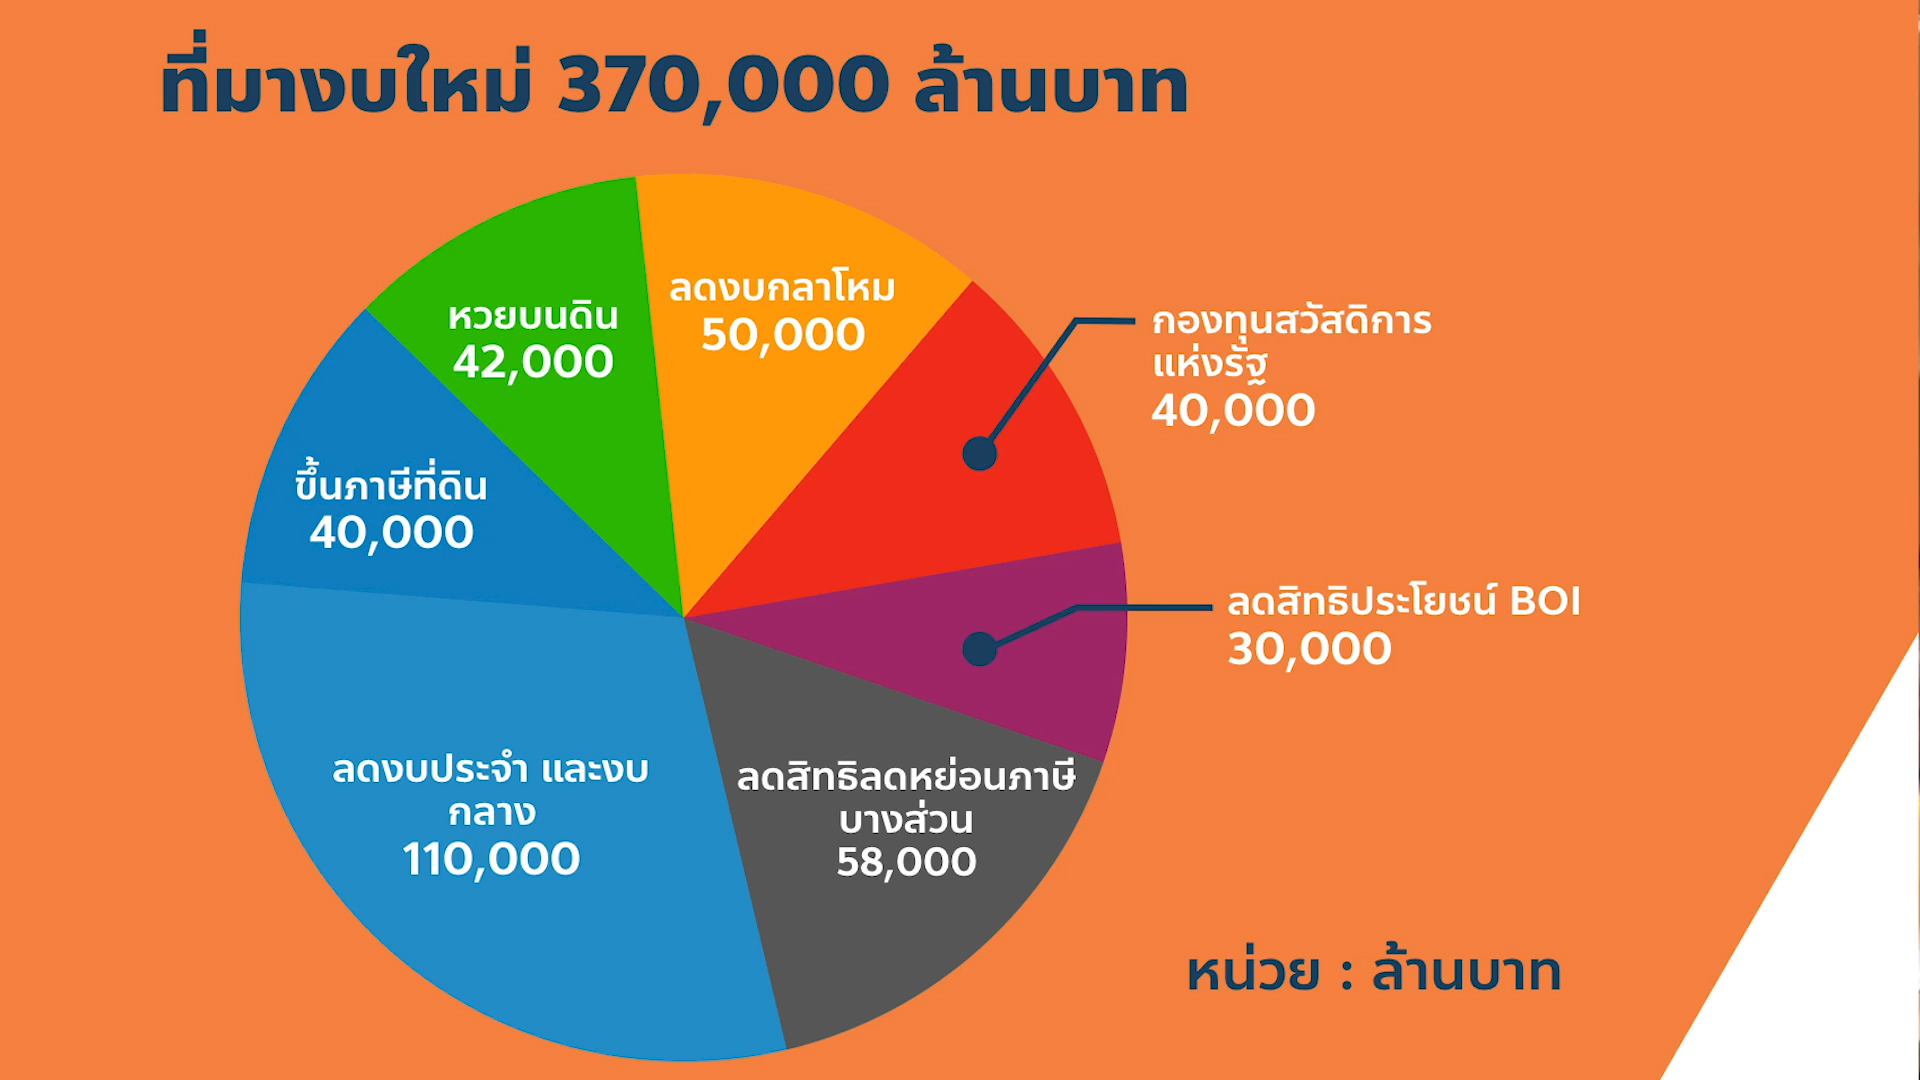 ที่มางบใหม่ 370,000 ล้านบาท
ลดงบกลาโหม
50,000
หวยบนดิน
42,000
กองทุนสวัสดิการ
แห่งรัฐ
40,000
ขึ้นภาษีที่ดิน
40,000
ลดสิทธิประโยชน์ BOI
30,000
ลดงบประจำ และงบ
กลาง
110,000
ลดสิทธิลดหย่อนภาษี
บางส่วน
58,000
หน่วย : ล้านบาท